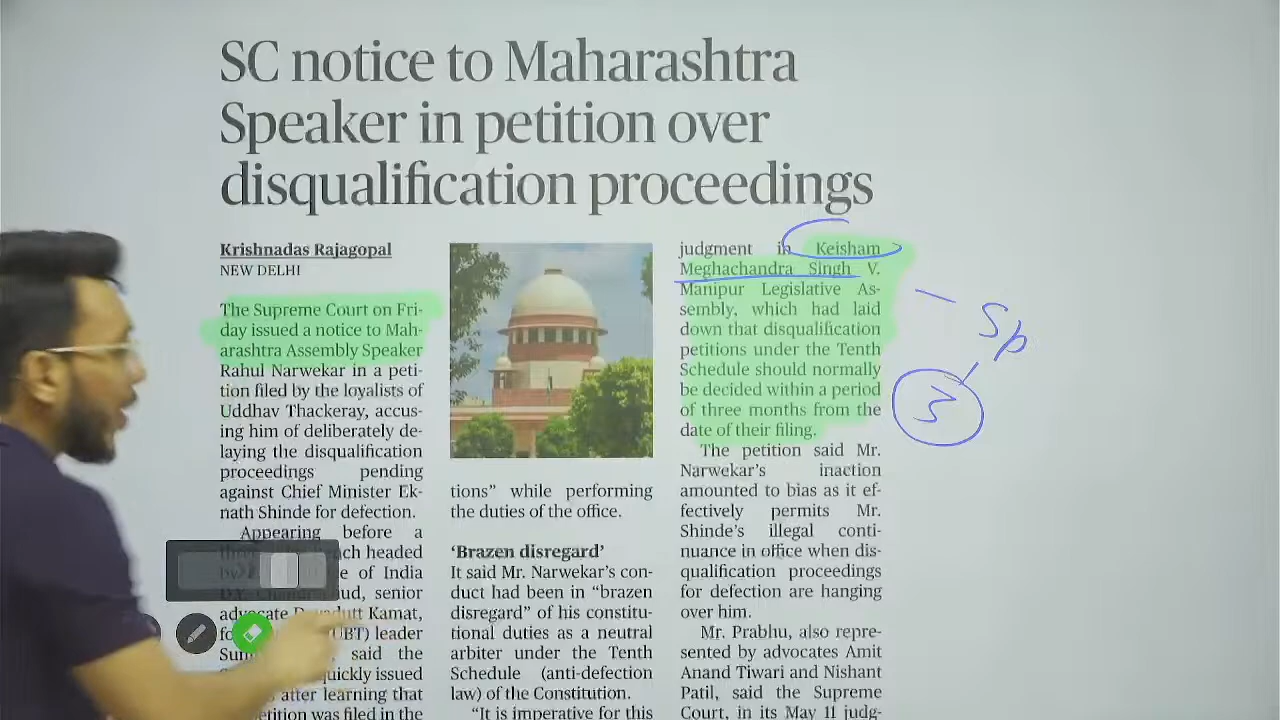 SC notice to Maharashtra
Speaker in petition over
disqualification proceedings
Krishnadas Rajagopal
NEW DELHI
The Supreme Court on Fri-
day issued a notice to Mah-
arashtra Assembly Speaker
Rahul Narwekar in a peti-
tion filed by the loyalists of
Uddhav Thackeray, accus-
ing him of deliberately de-
laying the disqualification
proceedings pending
against Chief Minister Ek-
nath Shinde for defection.
Appearing before a
headed
of India
senior
Kamat,
leader
said the
quickly issued
after learning that
was filed in the
tions” while performing
the duties of the office.
‘Brazen disregard’
It said Mr. Narwekar’s con-
duct had been in “brazen
disregard” of his constitu-
tional duties as a neutral
arbiter under the Tenth
Schedule (anti-defection
law) of the Constitution.
“It is imperative for this
judgment in Keisham
Meghachandra Singh V.
Manipur Legislative As-
sembly, which had laid
down that disqualification
petitions under the Tenth
Schedule should normally
be decided within a period
of three months from the
date of their filing.
The petition said Mr.
Narwekar’s inaction
amounted to bias as it ef-
fectively permits Mr.
Shinde’s illegal conti-
nuance in office when dis-
qualification proceedings
for defection are hanging
over him.
Mr. Prabhu, also repre-
sented by advocates Amit
Anand Tiwari and Nishant
Patil, said the Supreme
Court, in its May 11 judg-
Sp
3